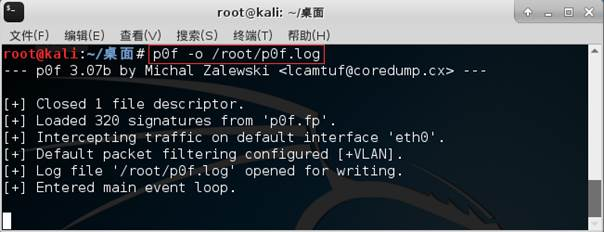 root@kali: ~/桌面
文件(F) 编辑(E) 查看(V) 搜索(S) 终端(T) 帮助(H)
root@kali:~/桌面# p0f -o /root/p0f.log
--- p0f 3.07b by Michal Zalewski <lcamtuf@coredump.cx> ---
[+] Closed 1 file descriptor.
[+] Loaded 320 signatures from 'p0f.fp'.
[+] Intercepting traffic on default interface 'eth0'.
[+] Default packet filtering configured [+VLAN].
[+] Log file '/root/p0f.log' opened for writing.
[+] Entered main event loop.